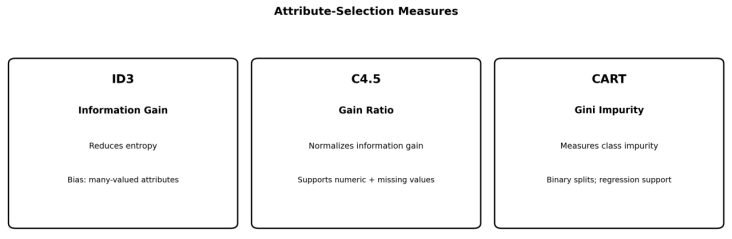 Attribute-Selection Measures
ID3
Information Gain
Reduces entropy
Bias: many-valued attributes
C4.5
Gain Ratio
Normalizes information gain
Supports numeric + missing values
CART
Gini Impurity
Measures class impurity
Binary splits; regression support